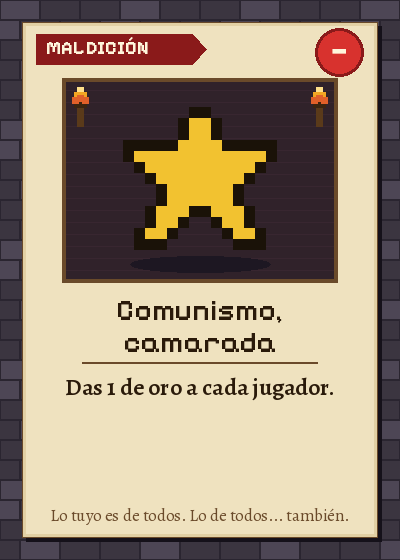 MALDICIÓN
Comunismo,
camarada
Das 1 de oro a cada jugador.
Lo tuyo es de todos. Lo de todos... también.